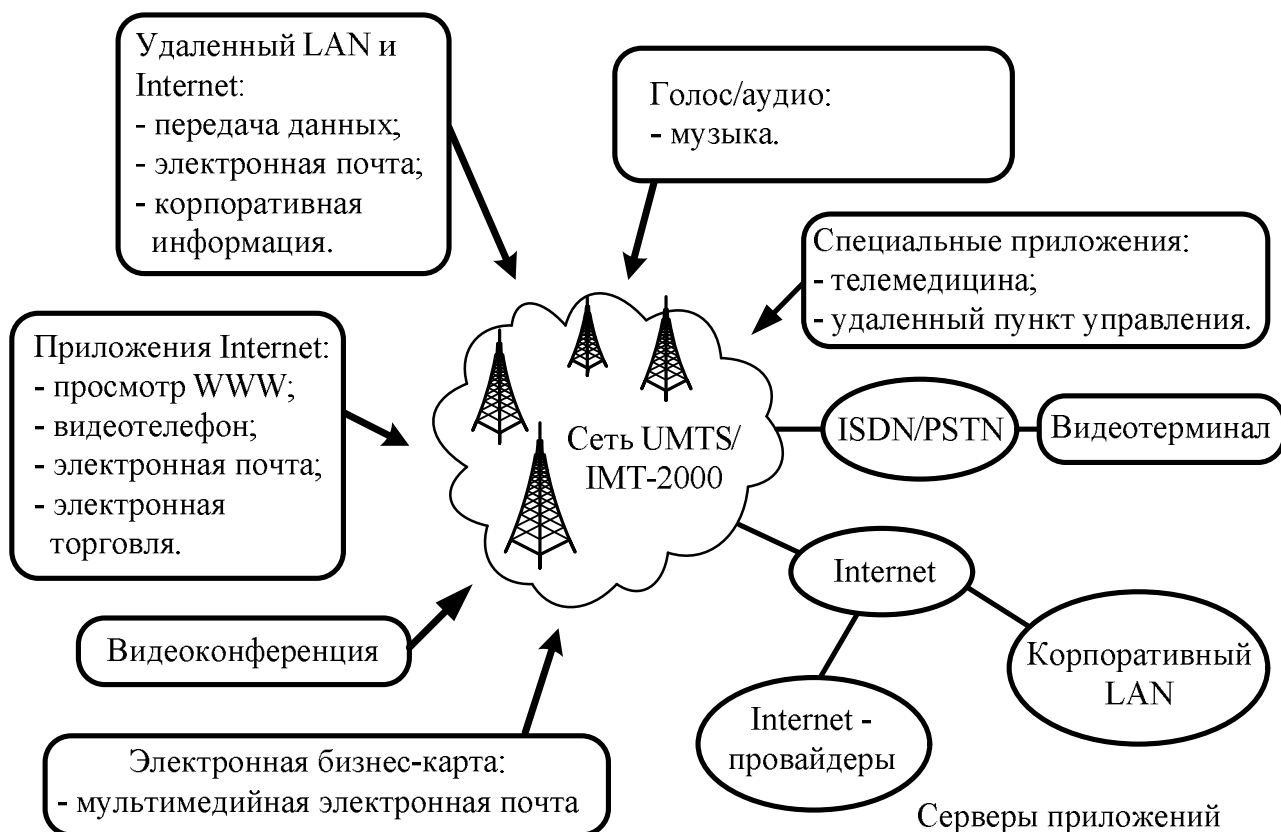 Удаленный LAN и
Internet:
- передача данных;
- электронная почта;
- корпоративная
информация.
Голос/аудио:
- музыка.
Специальные приложения:
- телемедицина;
- удаленный пункт управления.
Приложения Internet:
- просмотр WWW;
- видеотелефон;
- электронная почта;
- электронная
торговля.
Сеть UMTS/
IMT-2000
ISDN/PSTN
Видеотерминал
Internet
Видеоконференция
Корпоративный
LAN
Internet -
провайдеры
Электронная бизнес-карта:
- мультимедийная электронная почта
Серверы приложений